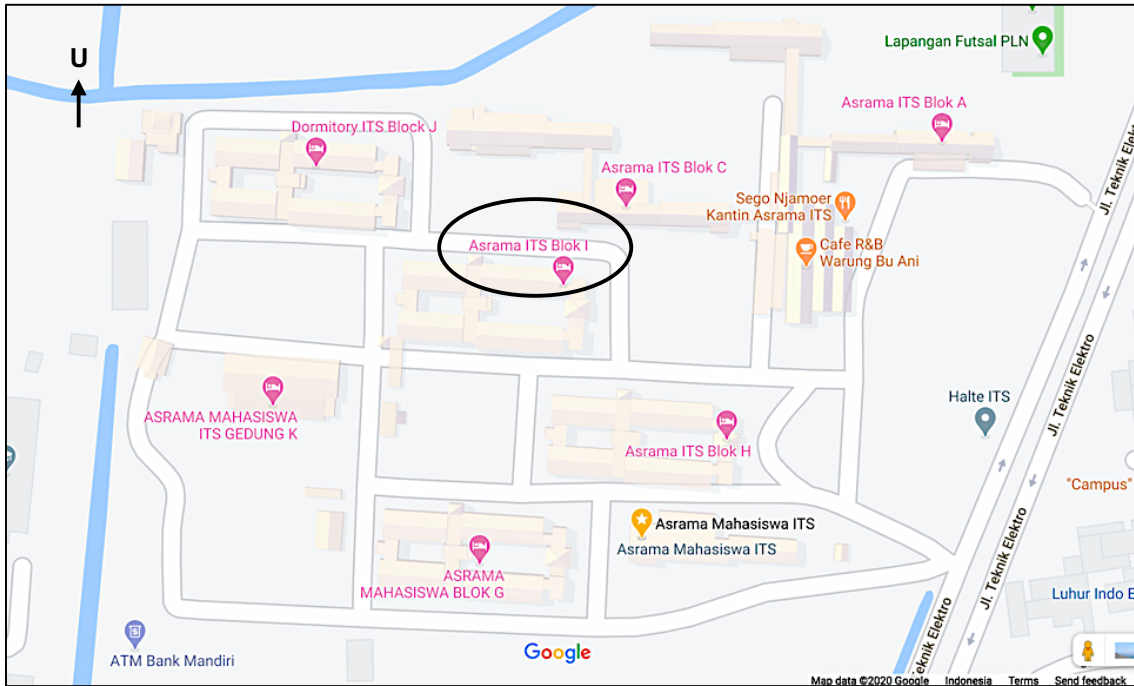 U
Lapangan Futsal PLN
Asrama ITS Blok A
Dormitory ITS Block J
Asrama ITS Blok C
Sego Njamoer
Kantin Asrama ITS
Jl. Teknik Elektro
Asrama ITS Blok I
Cafe R&B
Warung Bu Ani
Jl. Teknik Elektro
ASRAMA MAHASISWA
ITS GEDUNG K
Halte ITS
Asrama ITS Blok H
"Campus"
Asrama Mahasiswa ITS
Asrama Mahasiswa ITS
Jl. Teknik Elektro
ASRAMA
MAHASISWA BLOK G
Luhur Indo E
eknik Elektro
ATM Bank Mandiri
Google
Map data ©2020 Google Indonesia Terms Send feedback